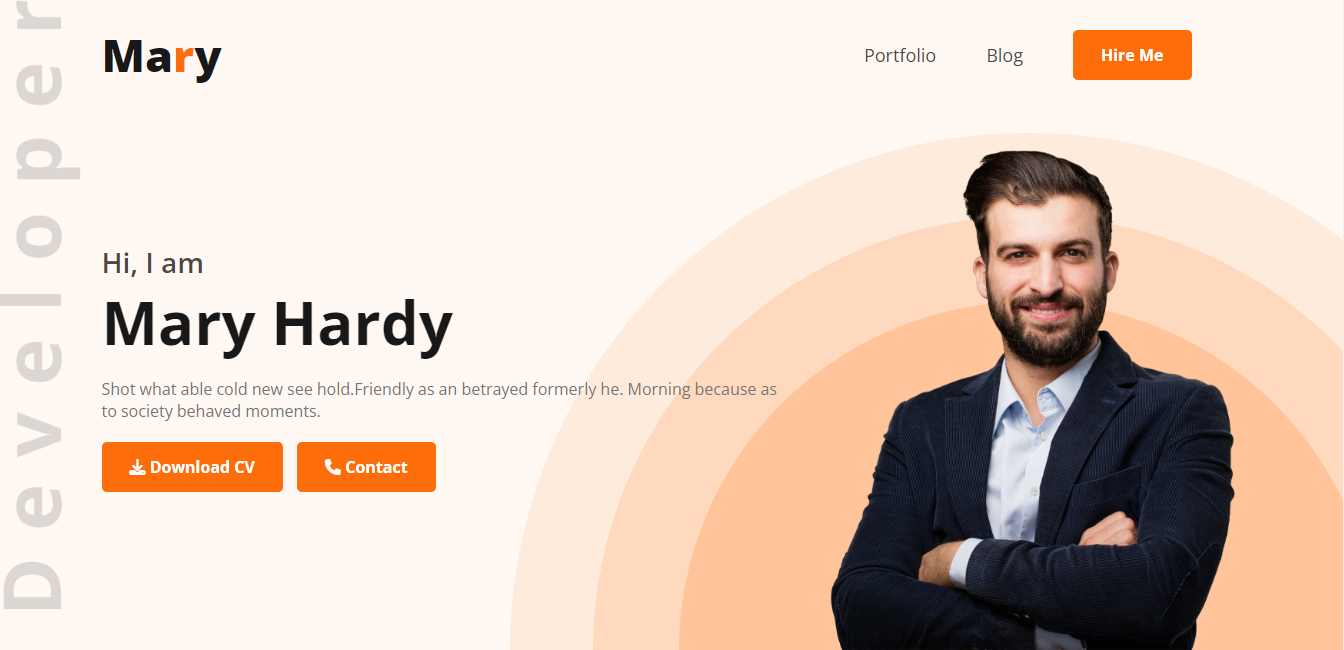 Developer
Mary
Portfolio
Blog
Hire Me
Hi, I am
Mary Hardy
Shot what able cold new see hold.Friendly as an betrayed formerly he. Morning because as
to society behaved moments.
Download CV
Contact